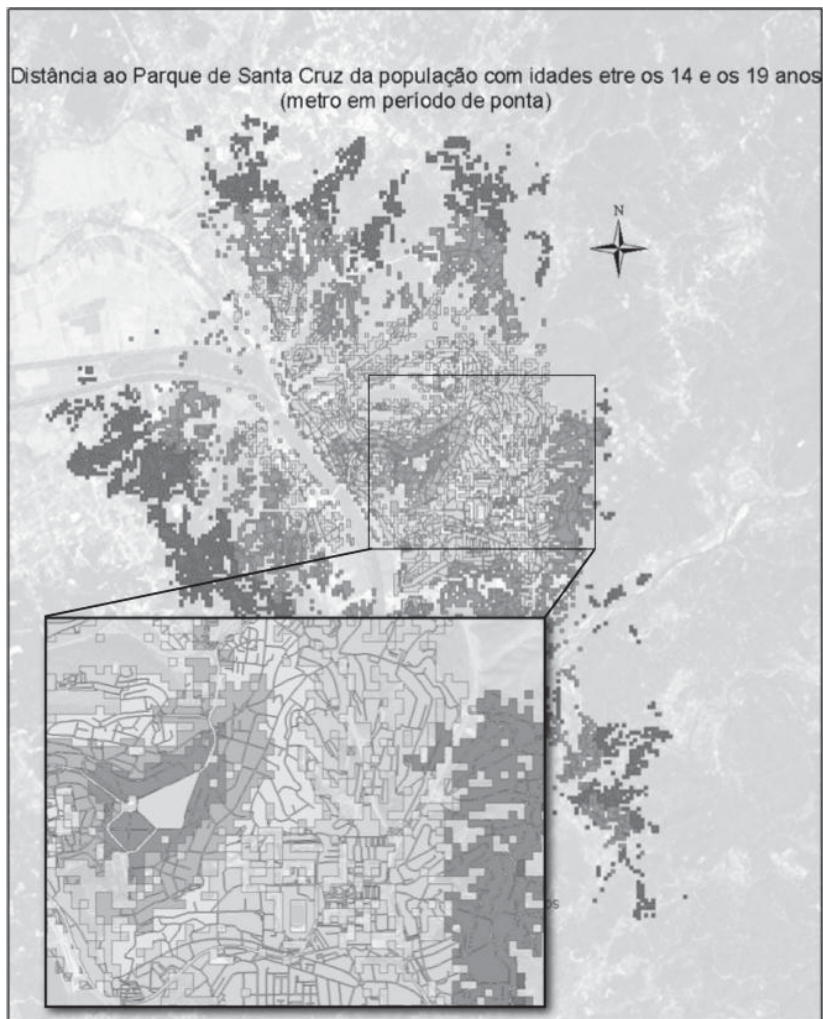 Distância ao Parque de Santa Cruz da população com idades etre os 14 e os 19 anos
(metro em período de ponta)
N
os